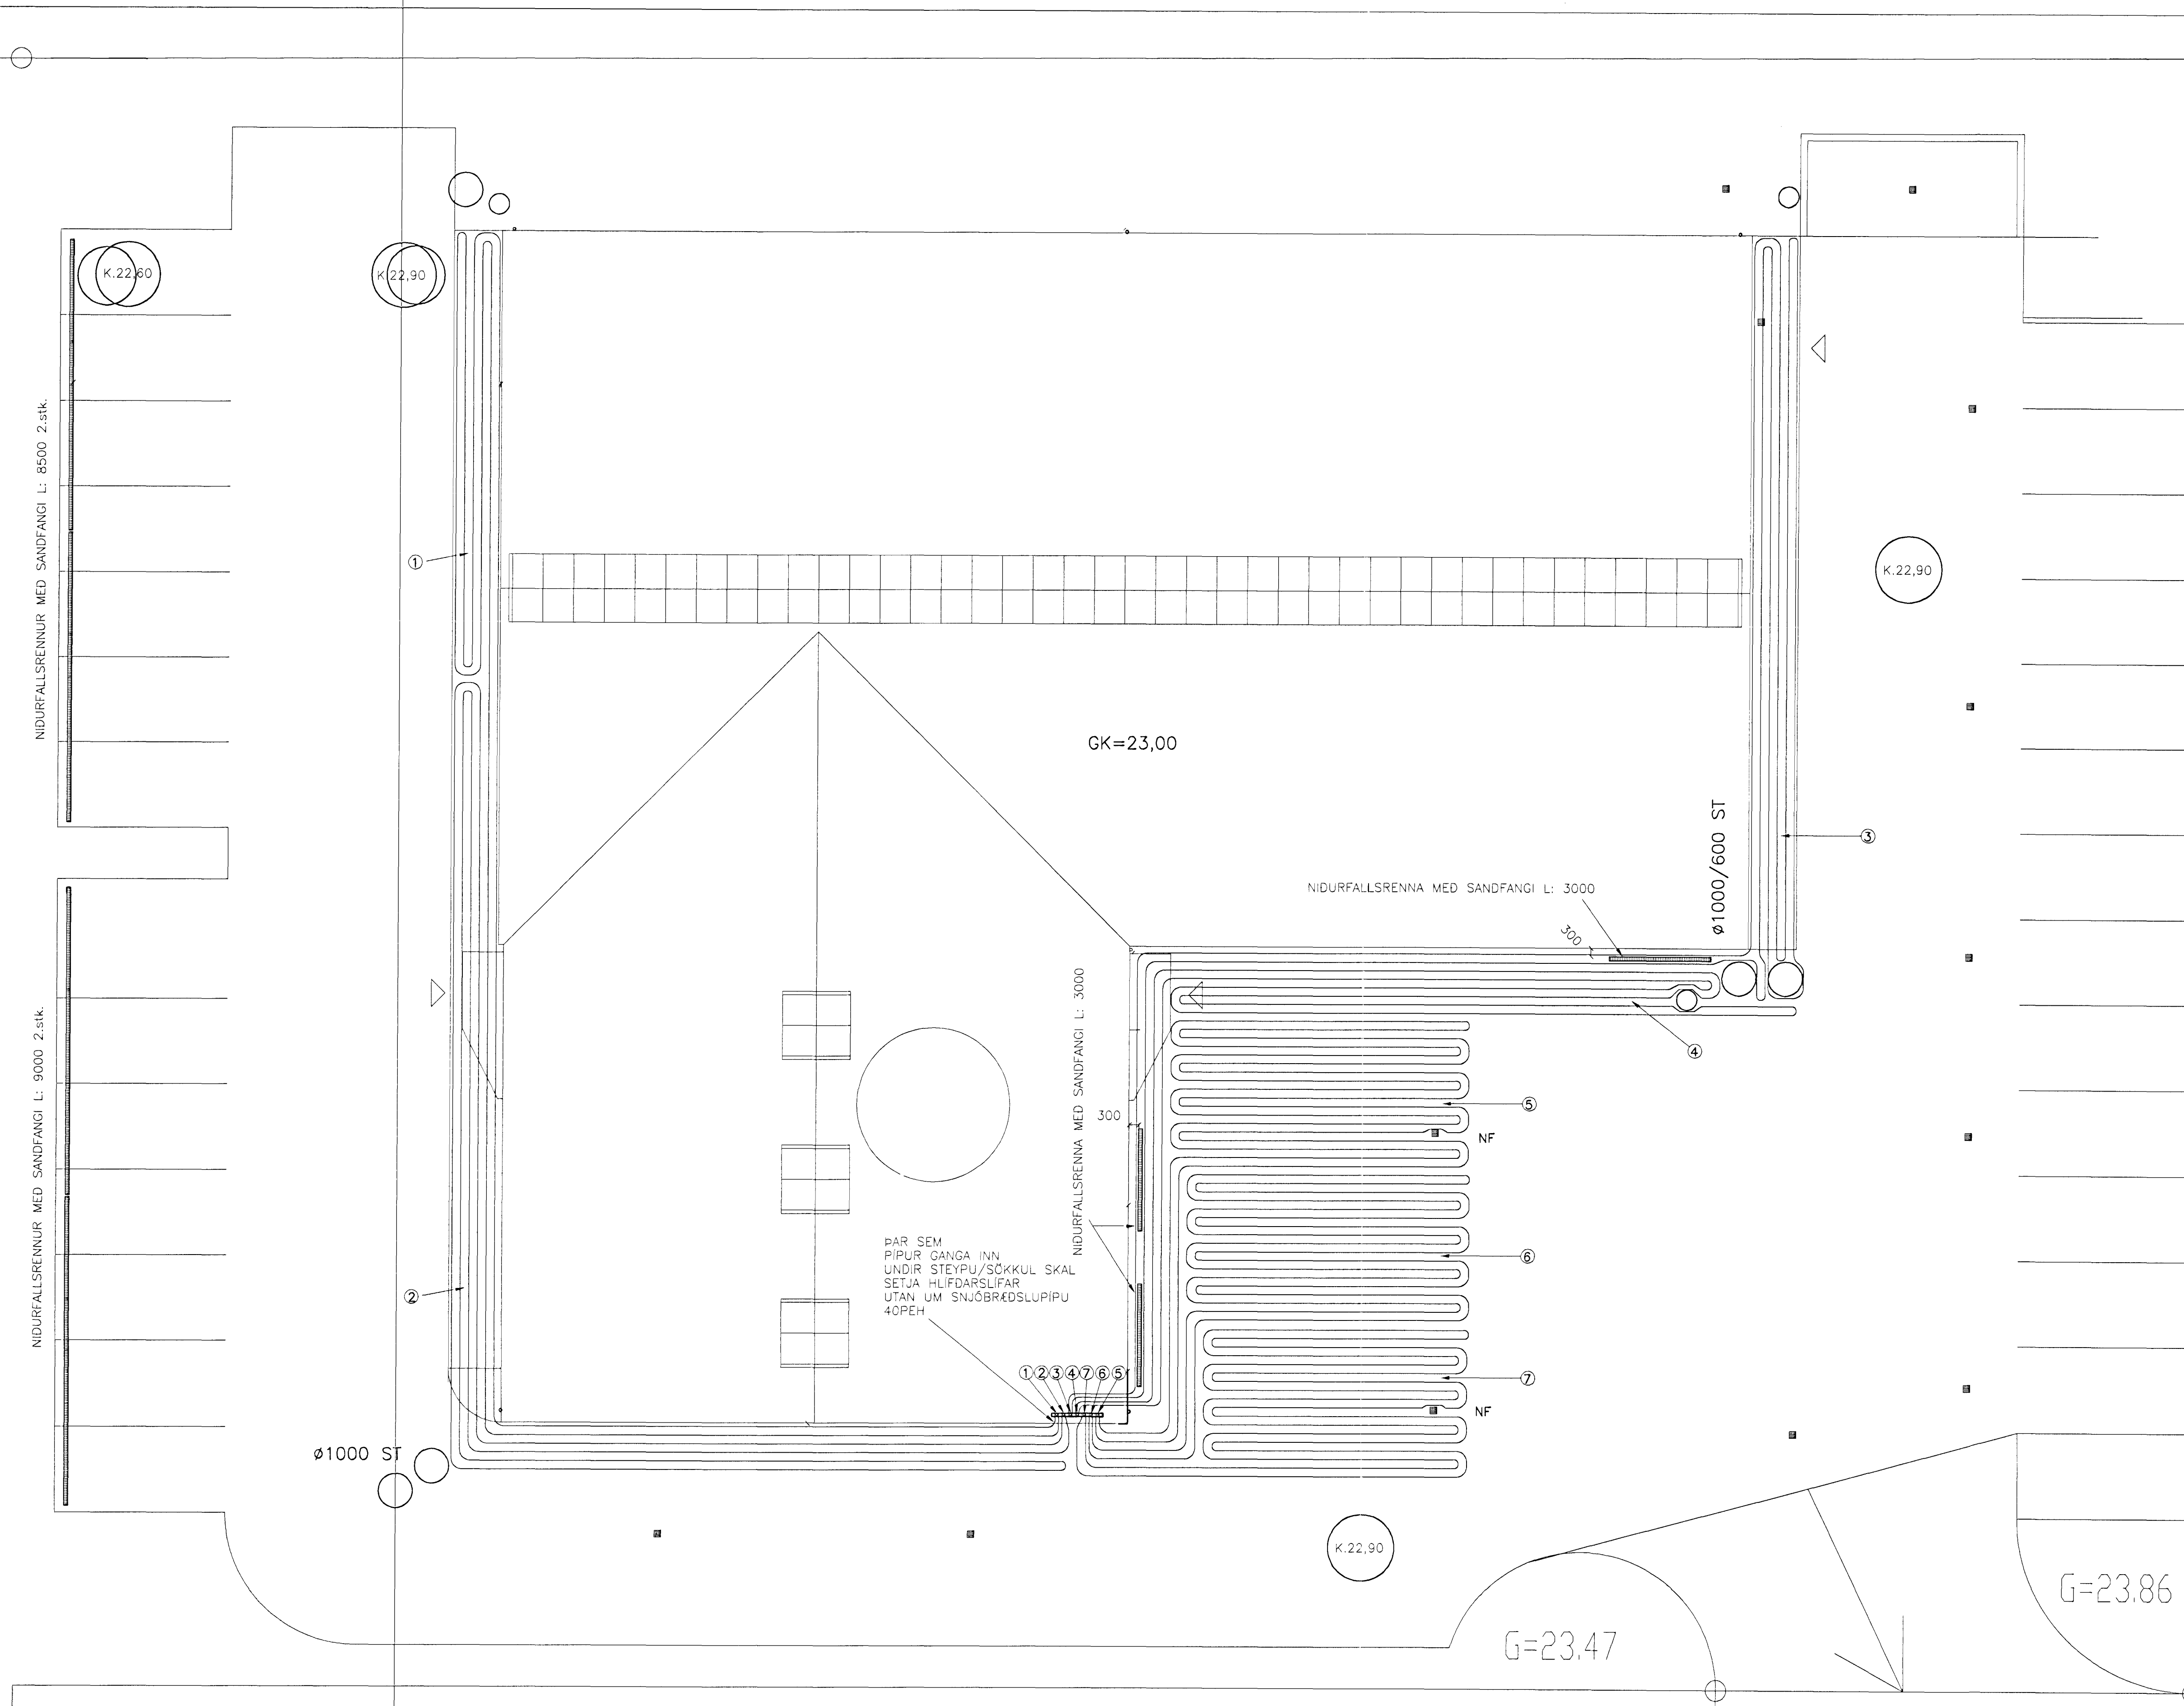 K.22,60
K.22,90
NIÐURFALLSRENNUR MEÐ SANDFANGI L: 8500 2.stk.
①
K.22,90
GK=23,00
ø1000/600 ST
③
NIÐURFALLSRENNA MEÐ SANDFANGI L: 3000
300
④
NIÐURFALLSRENNUR MEÐ SANDFANGI L: 9000 2.stk.
NIÐURFALLSRENNA MEÐ SANDFANGI L: 3000
300
⑤
NF
ÞAR SEM
PÍPUR GANGA INN
UNDIR STEYPU/SÖKKUL SKAL
SETJA HLÍFÐARSLÍFAR
UTAN UM SNJÓBRÆÐSLUPÍPU
40PEH
⑥
②
①②③④⑦⑥⑤
⑦
NF
ø1000 ST
K.22,90
G=23.86
G=23.47